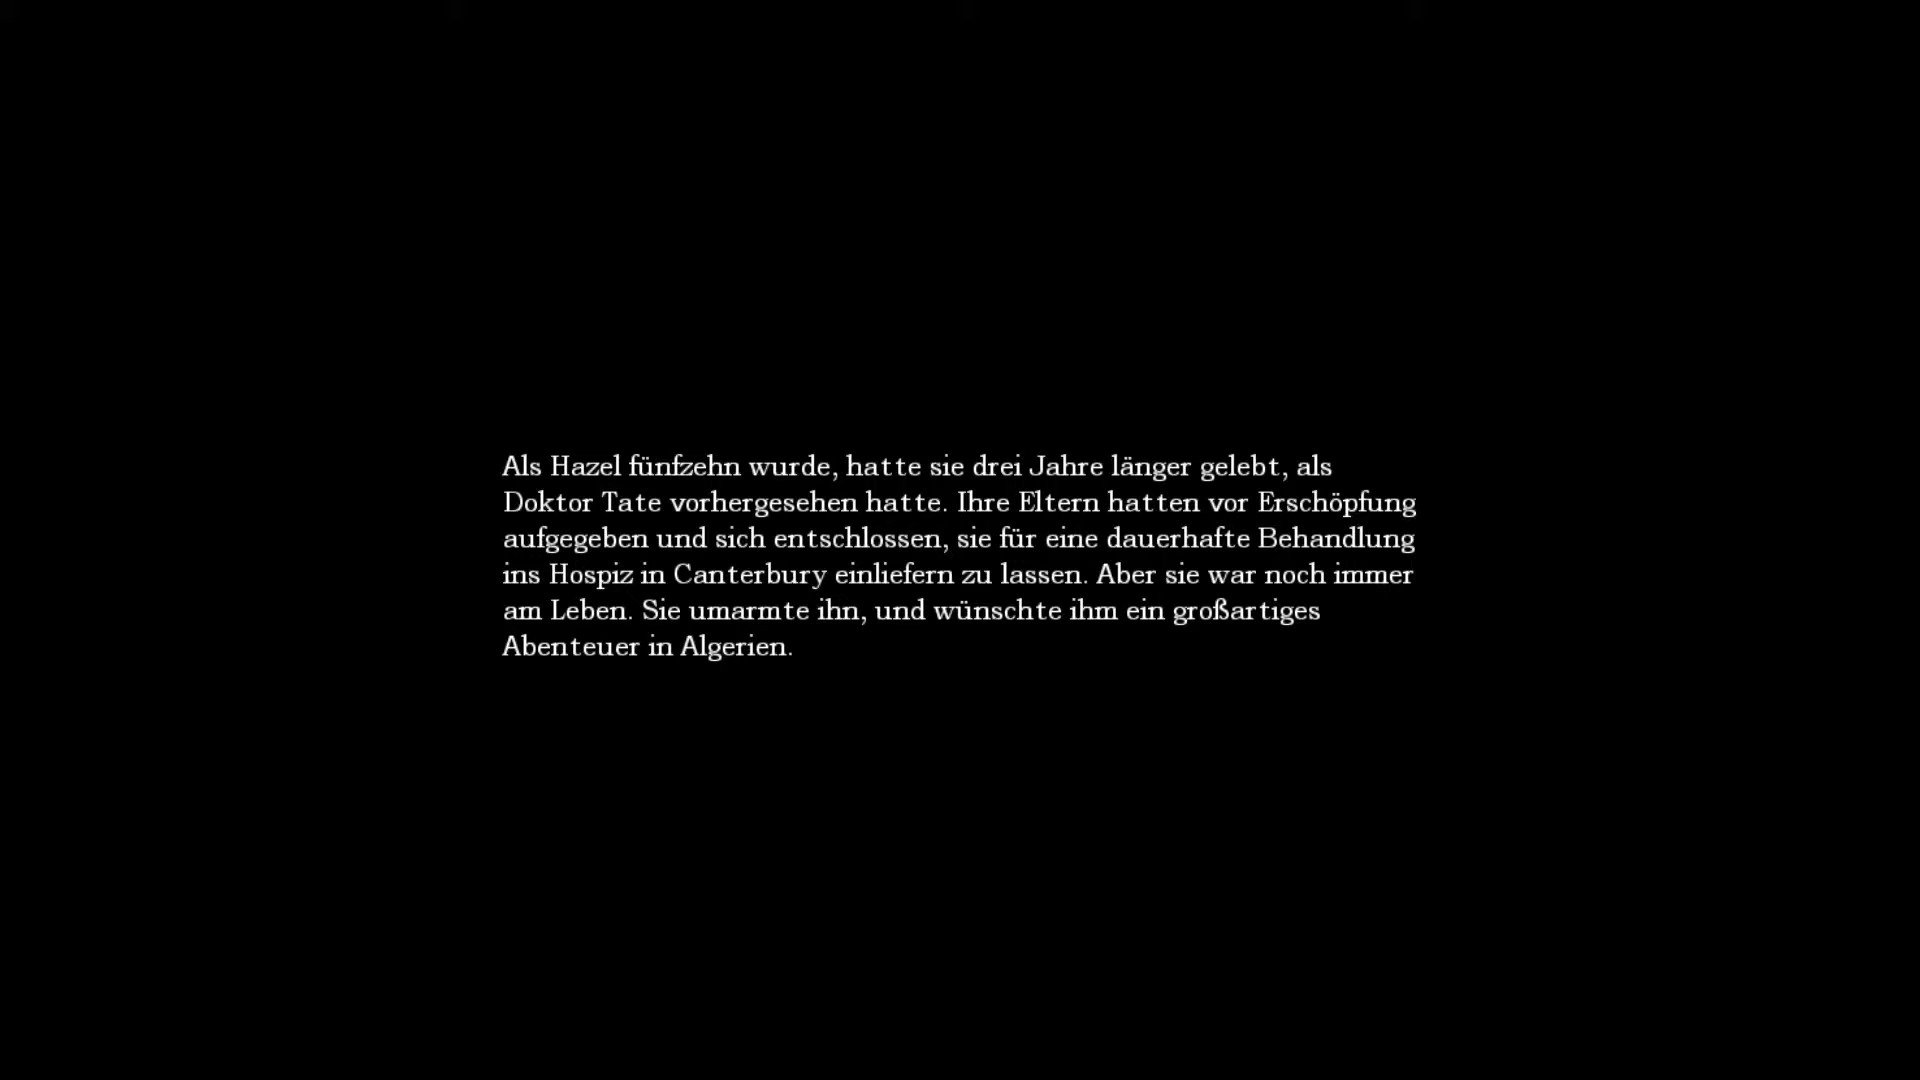 Als Hazel fünfzehn wurde, hatte sie drei Jahre länger gelebt, als
Doktor Tate vorhergesehen hatte. Ihre Eltern hatten vor Erschöpfung
aufgegeben und sich entschlossen, sie für eine dauerhafte Behandlung
ins Hospiz in Canterbury einliefern zu lassen. Aber sie war noch immer
am Leben. Sie umarmte ihn, und wünschte ihm ein großartiges
Abenteuer in Algerien.